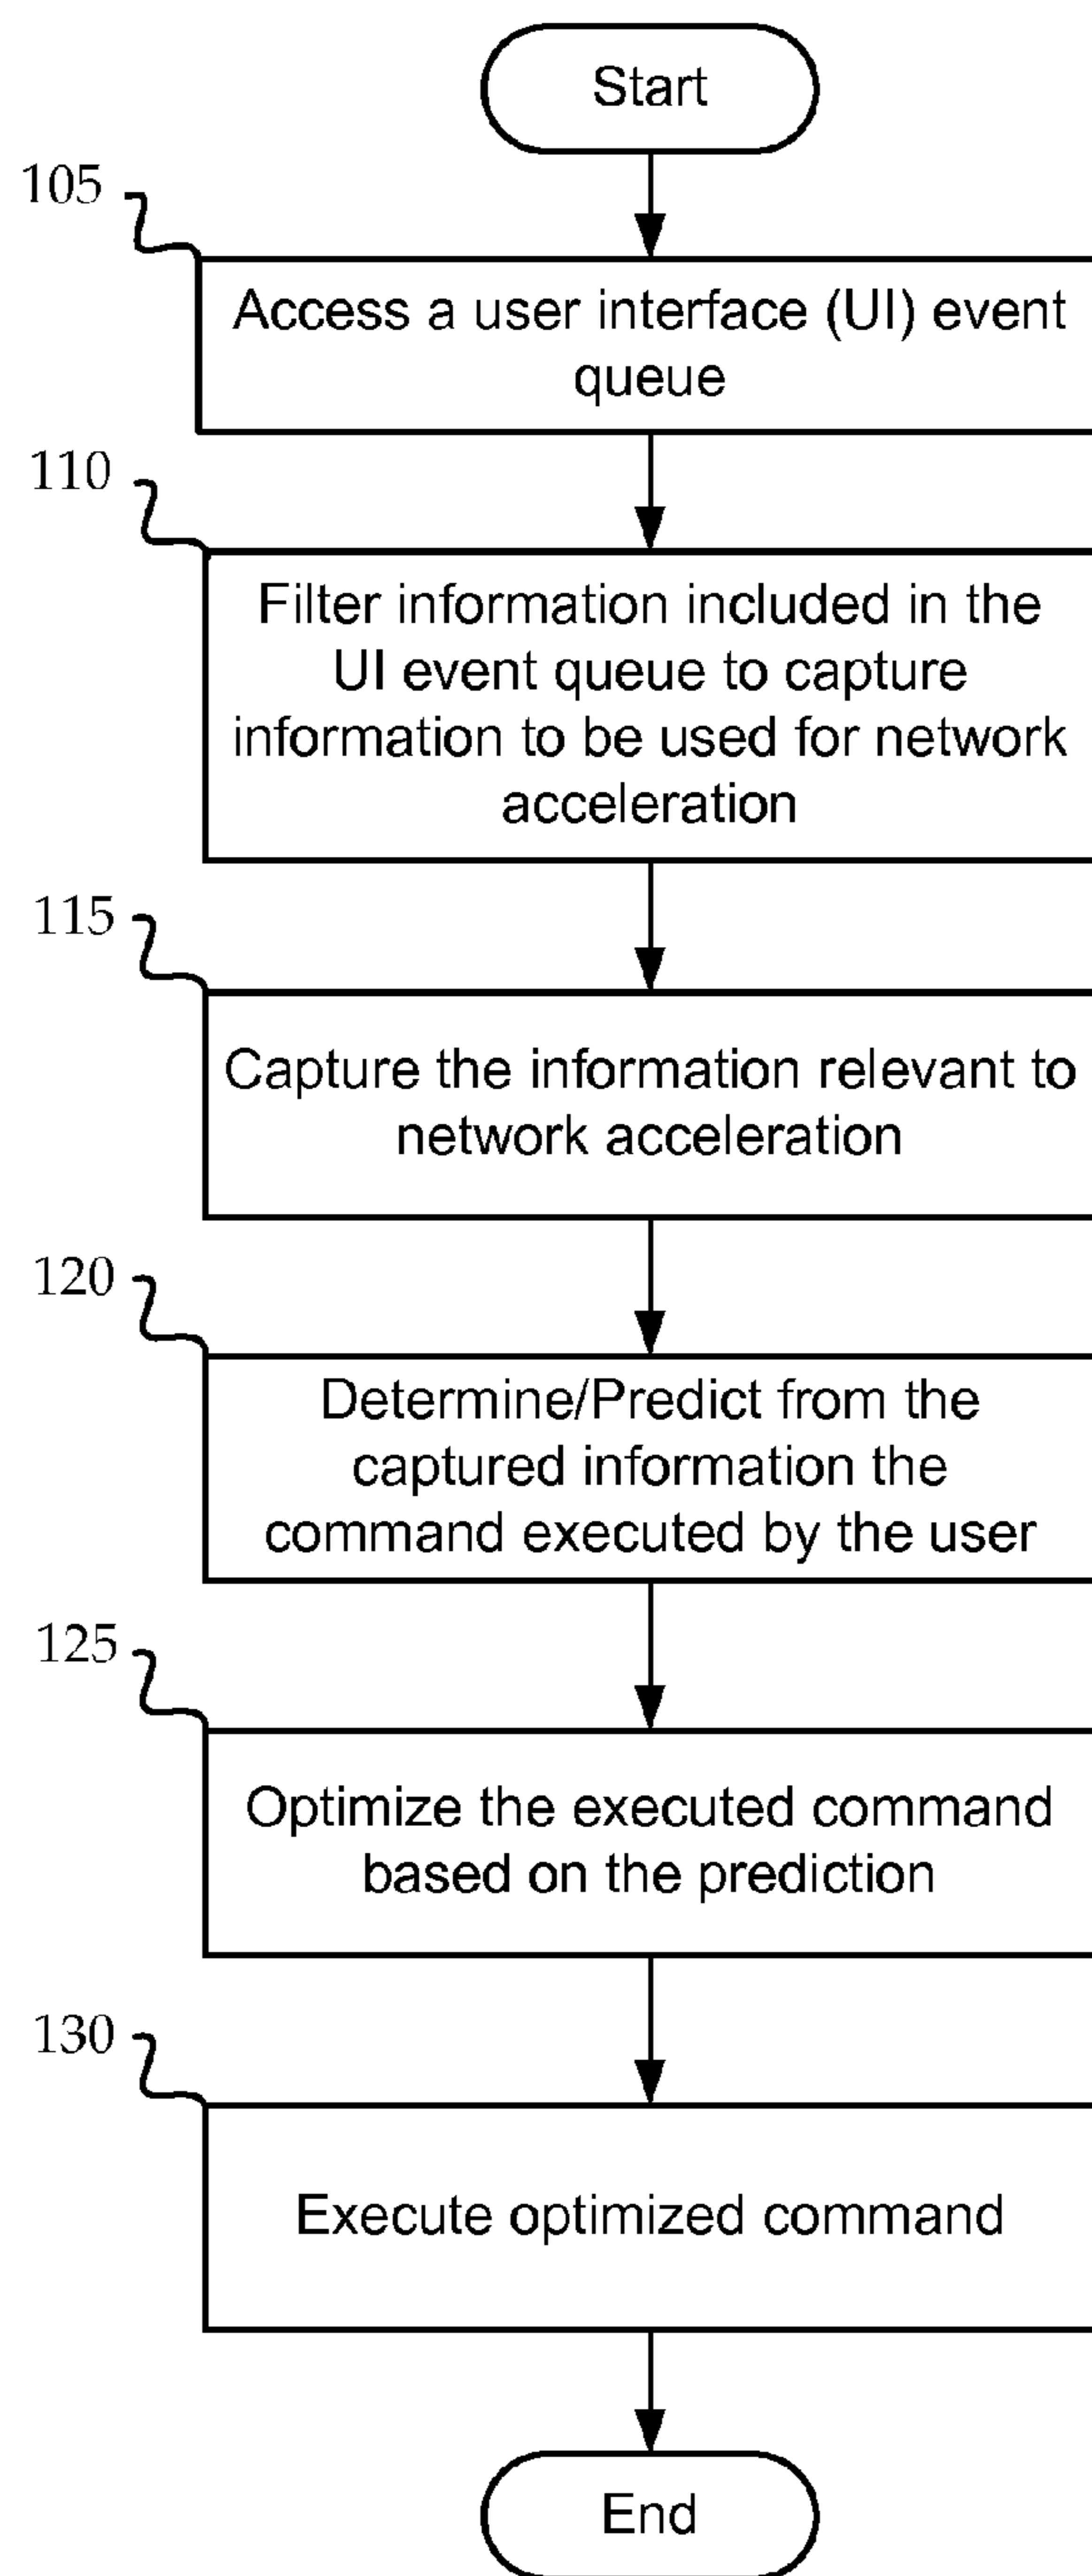 Start
105
Access a user interface (UI) event
queue
110
Filter information included in the
UI event queue to capture
information to be used for network
acceleration
115
Capture the information relevant to
network acceleration
120
Determine/Predict from the
captured information the
command executed by the user
125
Optimize the executed command
based on the prediction
130
Execute optimized command
End